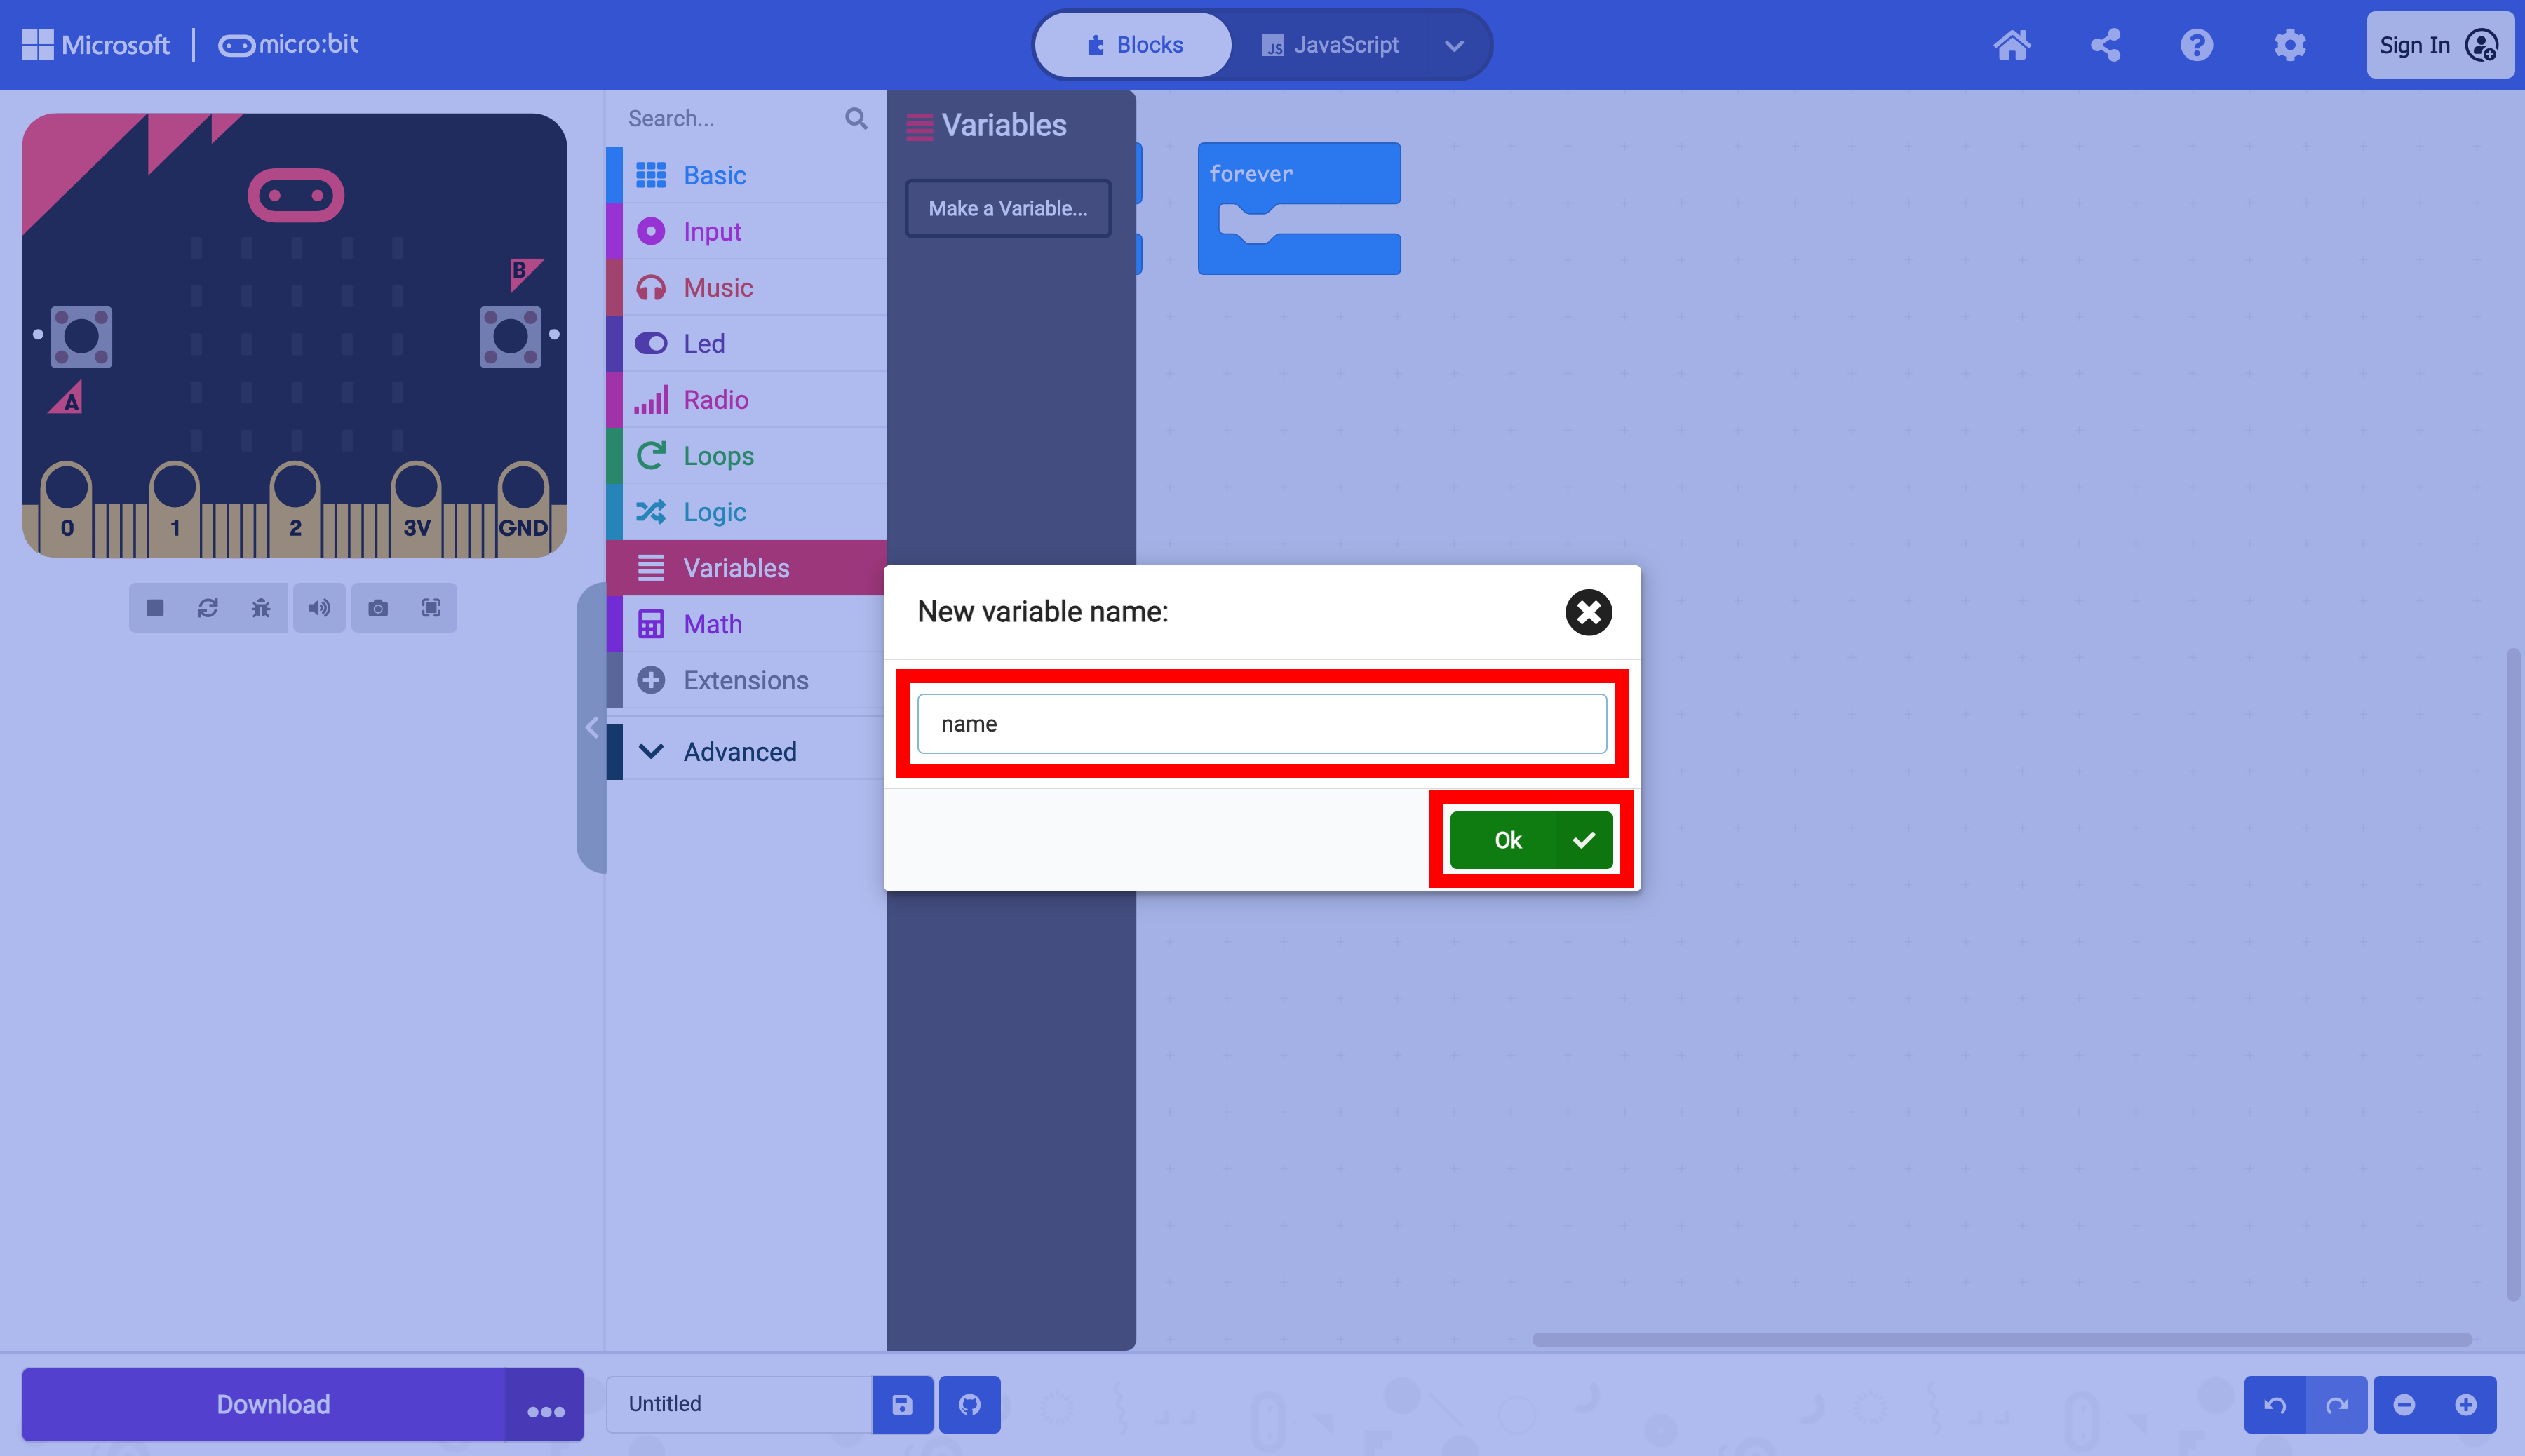 Microsoft | micro:bit
Blocks
JS JavaScript
Sign In
B
A
0 1 2 3V GND
Search...
Basic
Input
Music
Led
Radio
Loops
Logic
Variables
Math
Extensions
Advanced
Variables
Make a Variable...
forever
New variable name:
name
Ok
Download
Untitled